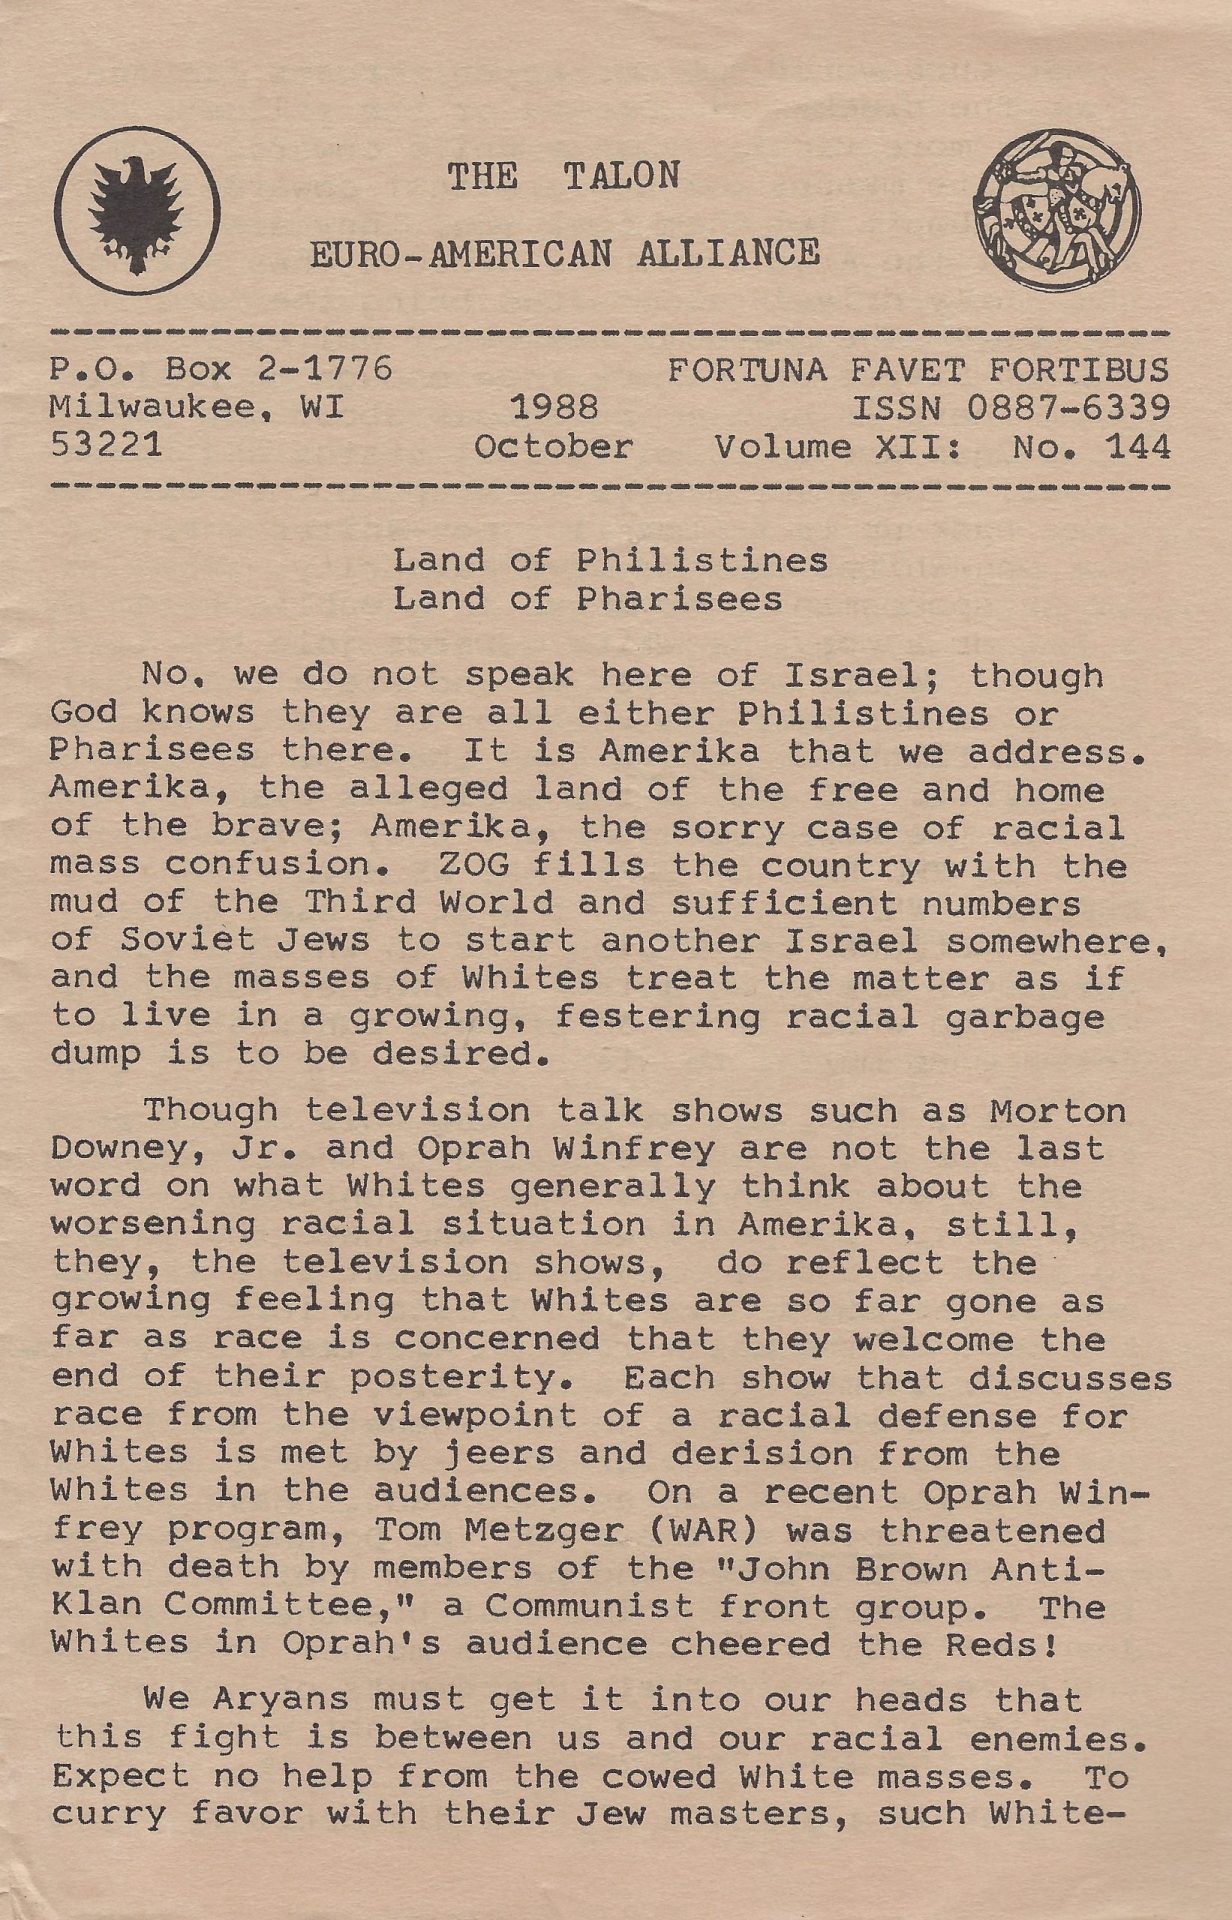 THE TALON
EURO-AMERICAN ALLIANCE
P.O. Box 2-1776 FORTUNA FAVET FORTIBUS
Milwaukee, WI 1988 ISSN 0887-6339
53221 October Volume XII: No. 144
Land of Philistines
Land of Pharisees
No, we do not speak here of Israel; though
God knows they are all either Philistines or
Pharisees there. It is Amerika that we address.
Amerika, the alleged land of the free and home
of the brave; Amerika, the sorry case of racial
mass confusion. ZOG fills the country with the
mud of the Third World and sufficient numbers
of Soviet Jews to start another Israel somewhere,
and the masses of Whites treat the matter as if
to live in a growing, festering racial garbage
dump is to be desired.
Though television talk shows such as Morton
Downey, Jr. and Oprah Winfrey are not the last
word on what Whites generally think about the
worsening racial situation in Amerika, still,
they, the television shows, do reflect the
growing feeling that Whites are so far gone as
far as race is concerned that they welcome the
end of their posterity. Each show that discusses
race from the viewpoint of a racial defense for
Whites is met by jeers and derision from the
Whites in the audiences. On a recent Oprah Win-
frey program, Tom Metzger (WAR) was threatened
with death by members of the "John Brown Anti-
Klan Committee," a Communist front group. The
Whites in Oprah's audience cheered the Reds!
We Aryans must get it into our heads that
this fight is between us and our racial enemies.
Expect no help from the cowed White masses. To
curry favor with their Jew masters, such White-